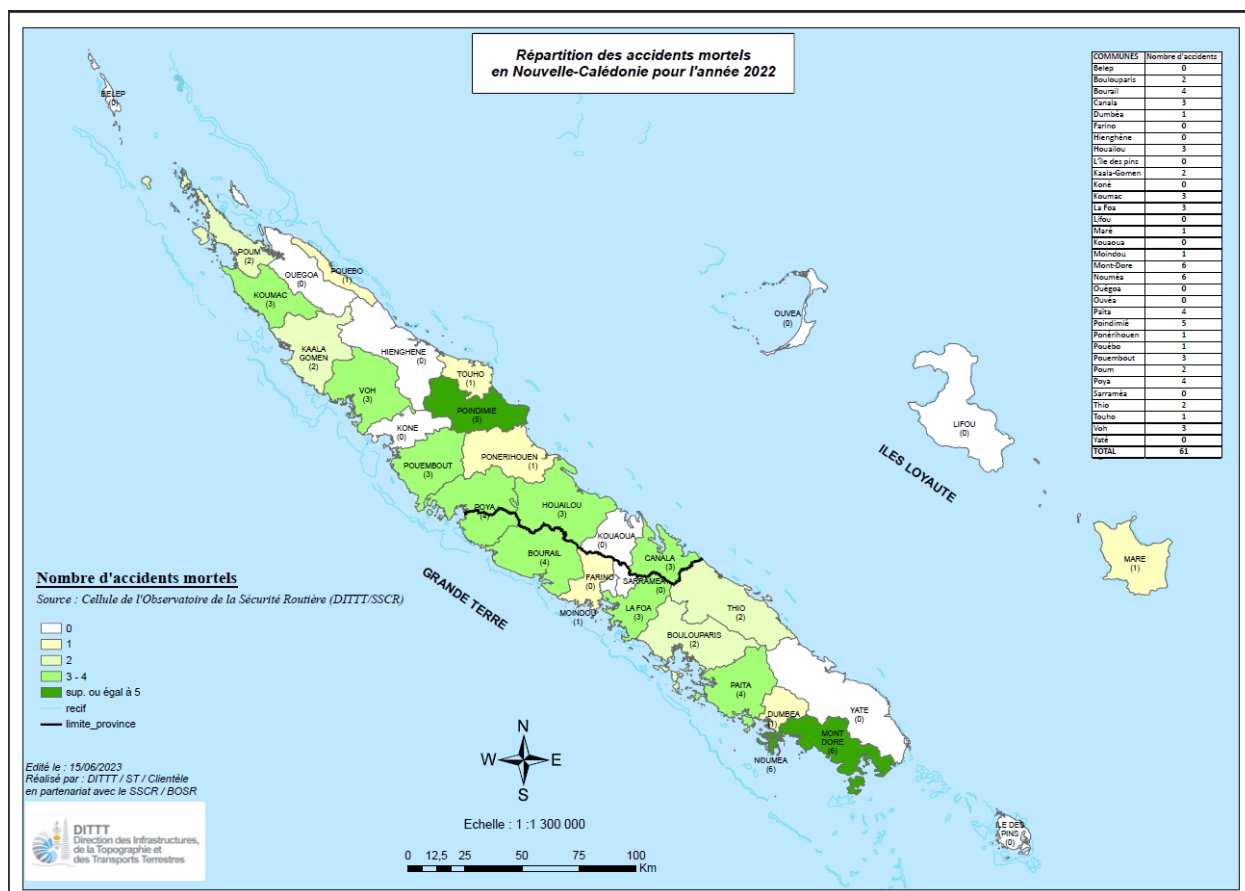 Répartition des accidents mortels
en Nouvelle-Calédonie pour l'année 2022
COMMUNES Nombre d'accidents
Belep 0
Boulouparis 2
Bourail 4
Canala 3
Dumbéa 1
Farino 0
Hienghène 0
Houailou 3
L'île des pins 0
Kaala-Gomen 2
Koné 0
Koumac 3
La Foa 3
Lifou 0
Maré 1
Kouaoua 0
Moindou 1
Mont-Dore 6
Nouméa 6
Ouégoa 0
Ouvéa 0
Païta 4
Poindimié 5
Ponérihouen 1
Pouébo 1
Pouembout 3
Poum 2
Poya 4
Sarraméa 0
Thio 2
Touho 1
Voh 3
Yaté 0
TOTAL 61
BELEP
(0)
POUM
(2)
OUEGOA
(0)
POUEBO
(1)
KOUMAC
(3)
OUVEA
(0)
KAALA
GOMEN
(2)
HIENGHENE
(0)
TOUHO
(1)
VOH
(3)
POINDIMIE
(5)
KONE
(0)
LIFOU
(0)
PONERIHOUEN
(1)
POUEMBOUT
(3)
ILES LOYAUTE
POYA
(4)
HOUAILOU
(3)
KOUAOUA
(0)
BOURAIL
(4)
CANALA
(3)
MARE
(1)
FARINO
(0)
SARRAMEA
(0)
GRANDE TERRE
MOINDOU
(1)
LA FOA
(3)
THIO
(2)
BOULOUPARIS
(2)
PAITA
(4)
DUMBEA
(1)
YATE
(0)
MONT
DORE
(6)
NOUMEA
(6)
ILE DES
PINS
(0)
Nombre d'accidents mortels
Source : Cellule de l'Observatoire de la Sécurité Routière (DITTT/SSCR)
0
1
2
3 - 4
sup. ou égal à 5
recif
limite_province
Edité le : 15/06/2023
Réalisé par : DITTT / ST / Clientèle
en partenariat avec le SSCR / BOSR
DITTT
Direction des Infrastructures,
de la Topographie et
des Transports Terrestres
N
W E
S
Echelle : 1 :1 300 000
0 12,5 25 50 75 100
Km